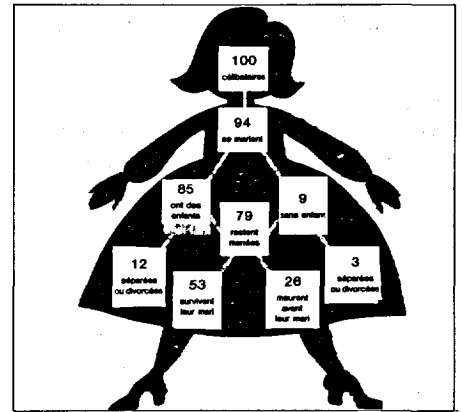 100
célibataires
94
se marient
85
ont des
enfants
9
sans enfant
79
restent
mariées
12
séparées
ou divorcées
3
séparées
ou divorcées
53
survivent
leur mari
26
meurent
avant
leur mari